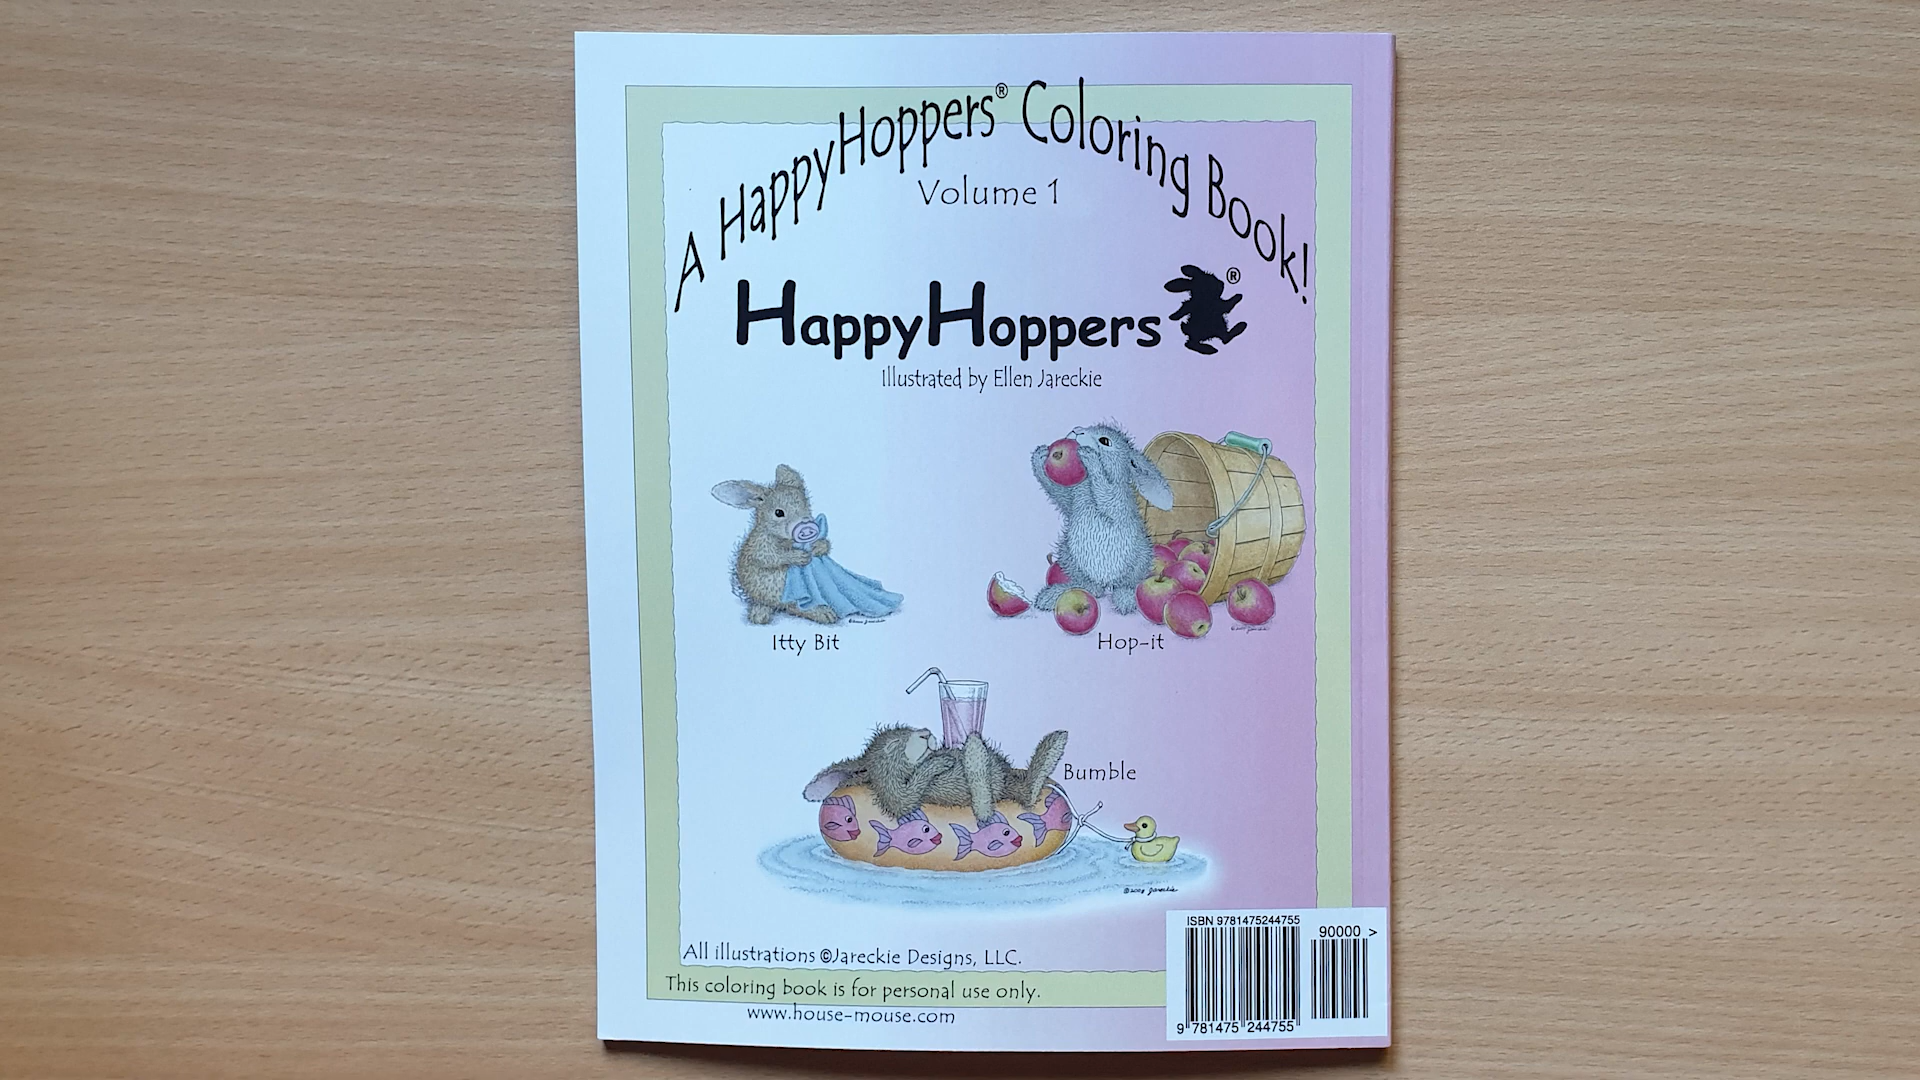 A HappyHoppers® Coloring Book!
Volume 1
HappyHoppers®
Illustrated by Ellen Jareckie
Itty Bit
Hop-it
Bumble
All illustrations ©Jareckie Designs, LLC.
This coloring book is for personal use only.
www.house-mouse.com
ISBN 9781475244755
90000 >
9 781475 244755